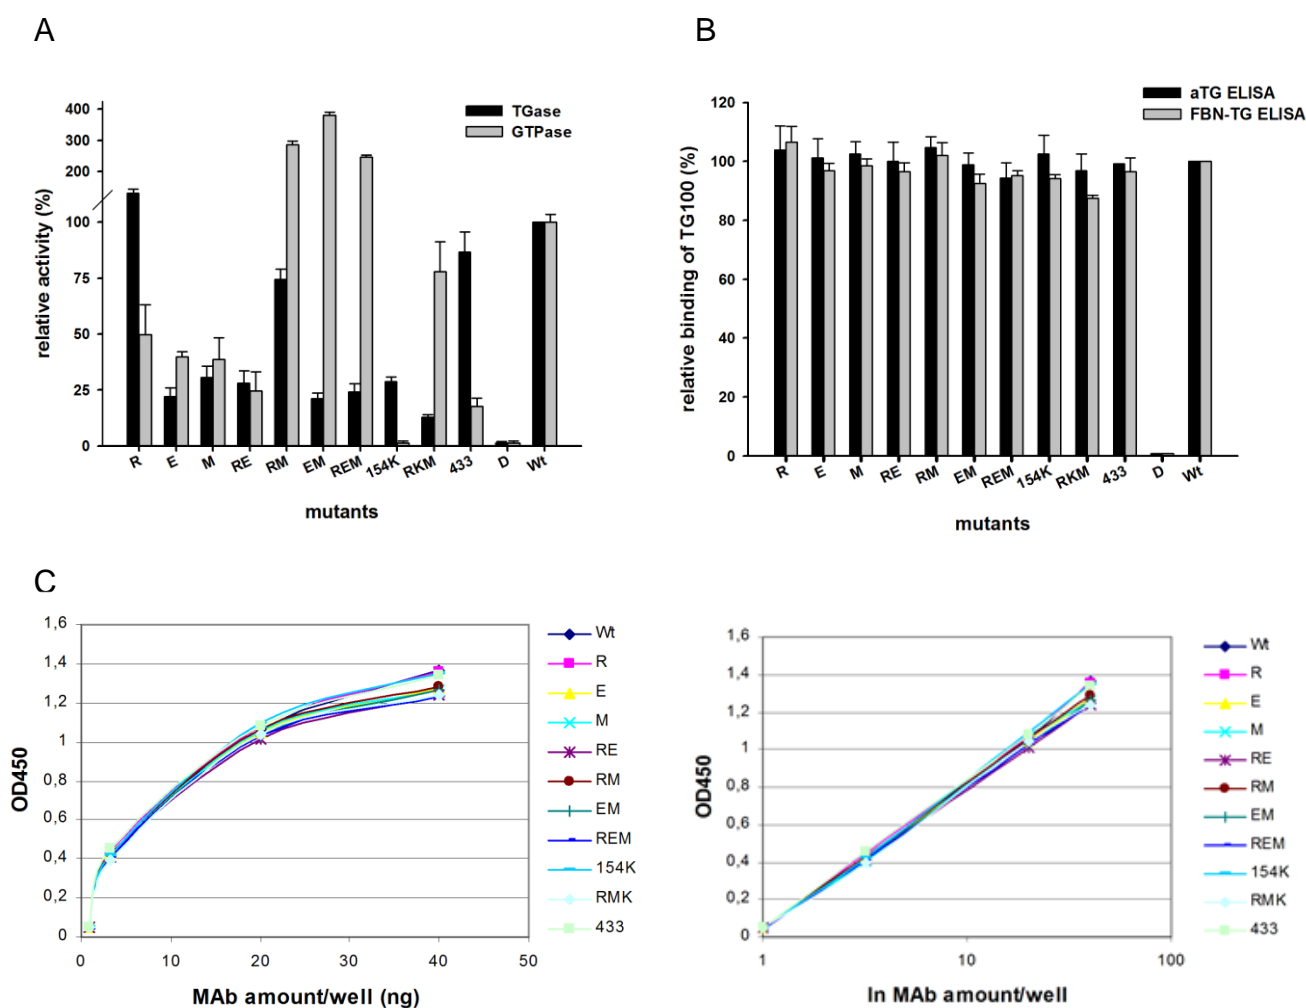 A
B
400
300
200
100
75
50
25
0
relative activity (%)
TGase
GTPase
R E M RE RM EM REM 154K RKM 433 D Wt
mutants
120
100
80
60
40
20
0
relative binding of TG100 (%)
aTG ELISA
FBN-TG ELISA
R E M RE RM EM REM 154K RKM 433 D Wt
mutants
C
1,6
1,4
1,2
1
0,8
0,6
0,4
0,2
0
OD450
0 10 20 30 40 50
MAb amount/well (ng)
Wt
R
E
M
RE
RM
EM
REM
154K
RMK
433
1,6
1,4
1,2
1
0,8
0,6
0,4
0,2
0
OD450
1 10 100
ln MAb amount/well
Wt
R
E
M
RE
RM
EM
REM
154K
RMK
433